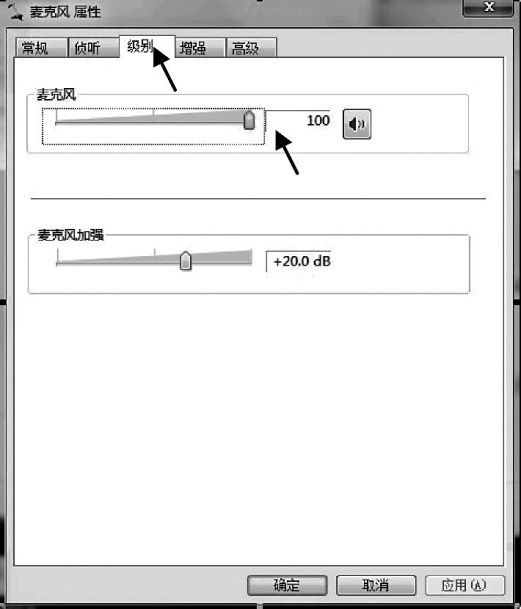 麦克风 属性
常规 侦听 级别 增强 高级
麦克风
100
麦克风加强
+20.0 dB
确定 取消 应用(A)